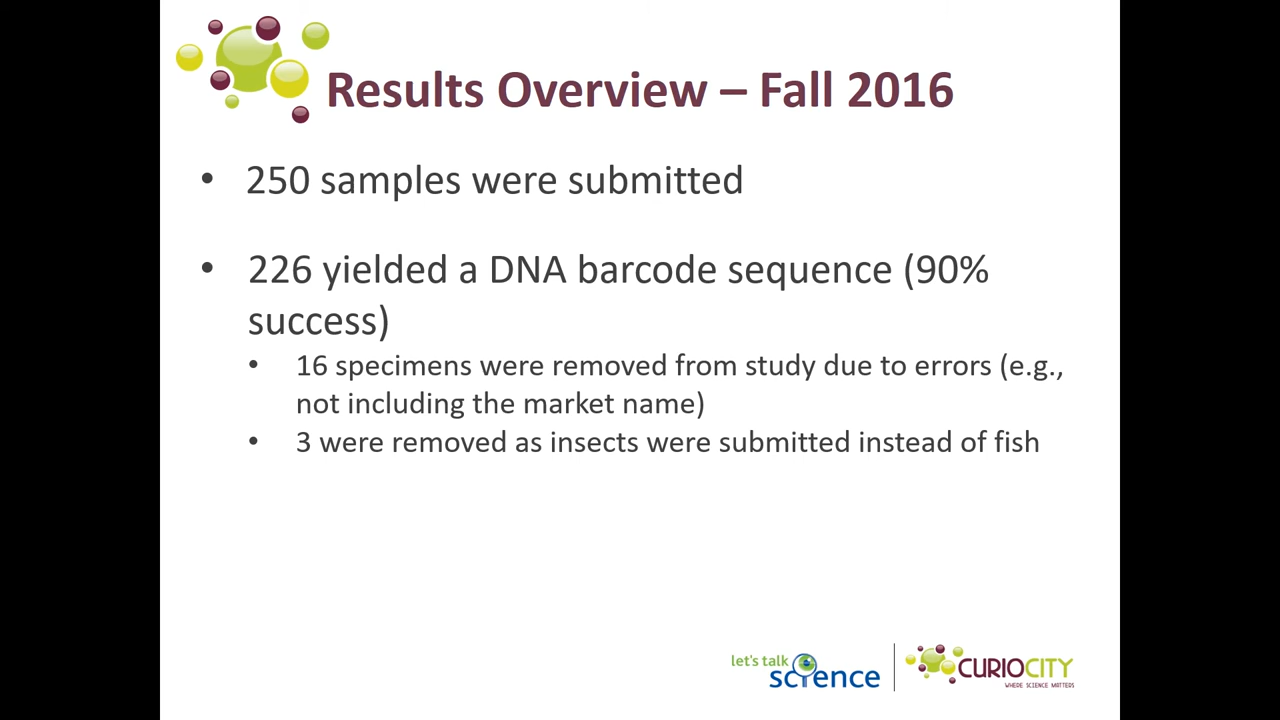 Results Overview – Fall 2016
• 250 samples were submitted
• 226 yielded a DNA barcode sequence (90%
success)
• 16 specimens were removed from study due to errors (e.g.,
not including the market name)
• 3 were removed as insects were submitted instead of fish
let's talk
science
CURIOCITY
WHERE SCIENCE MATTERS